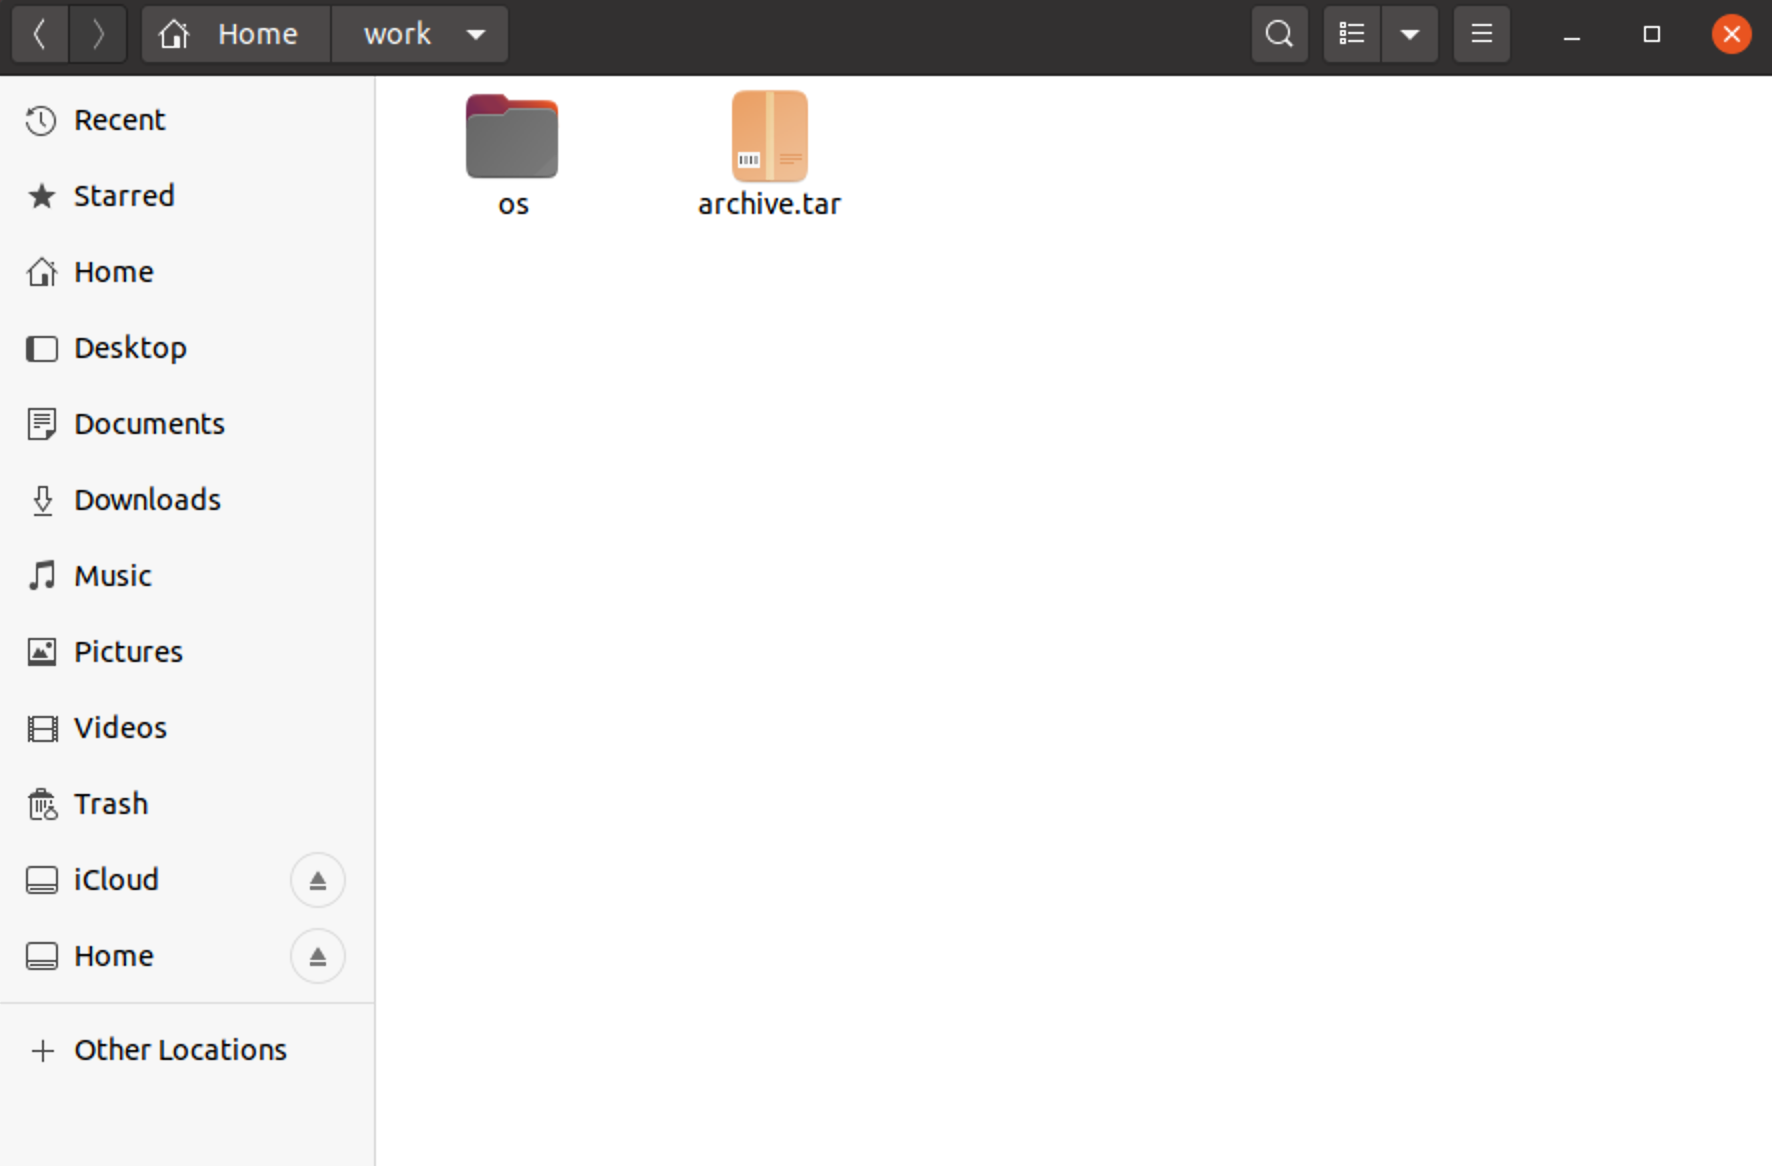 Home work
Recent
Starred
Home
Desktop
Documents
Downloads
Music
Pictures
Videos
Trash
iCloud
Home
Other Locations
os archive.tar